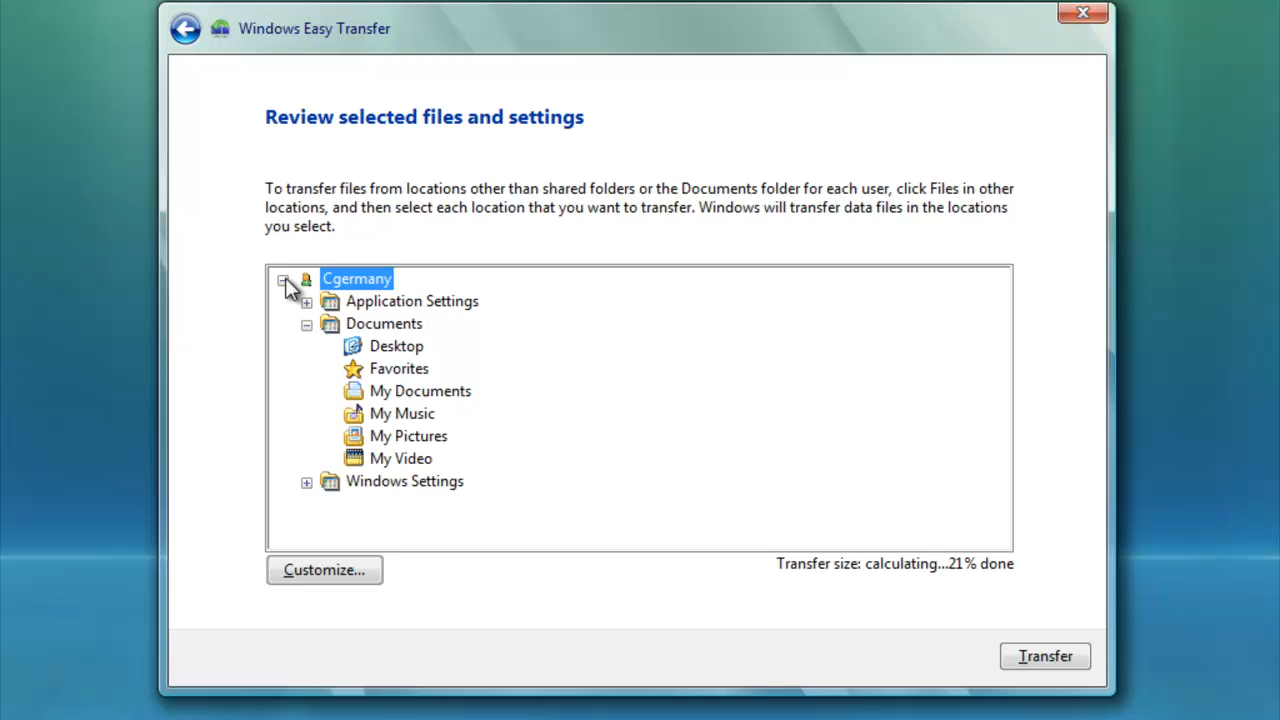 Windows Easy Transfer
Review selected files and settings
To transfer files from locations other than shared folders or the Documents folder for each user, click Files in other
locations, and then select each location that you want to transfer. Windows will transfer data files in the locations
you select.
Cgermany
Application Settings
Documents
Desktop
Favorites
My Documents
My Music
My Pictures
My Video
Windows Settings
Customize...
Transfer size: calculating...21% done
Transfer